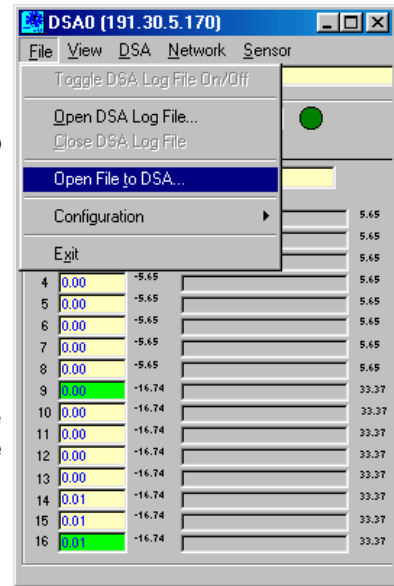 DSA0 (191.30.5.170)
File View DSA Network Sensor
Toggle DSA Log File On/Off
Open DSA Log File...
Close DSA Log File
Open File to DSA...
Configuration
Exit
5.65
5.65
5.65
4 0.00 -5.65 5.65
5 0.00 -5.65 5.65
6 0.00 -5.65 5.65
7 0.00 -5.65 5.65
8 0.00 -5.65 5.65
9 0.00 -16.74 33.37
10 0.00 -16.74 33.37
11 0.00 -16.74 33.37
12 0.00 -16.74 33.37
13 0.00 -16.74 33.37
14 0.01 -16.74 33.37
15 0.01 -16.74 33.37
16 0.01 -16.74 33.37